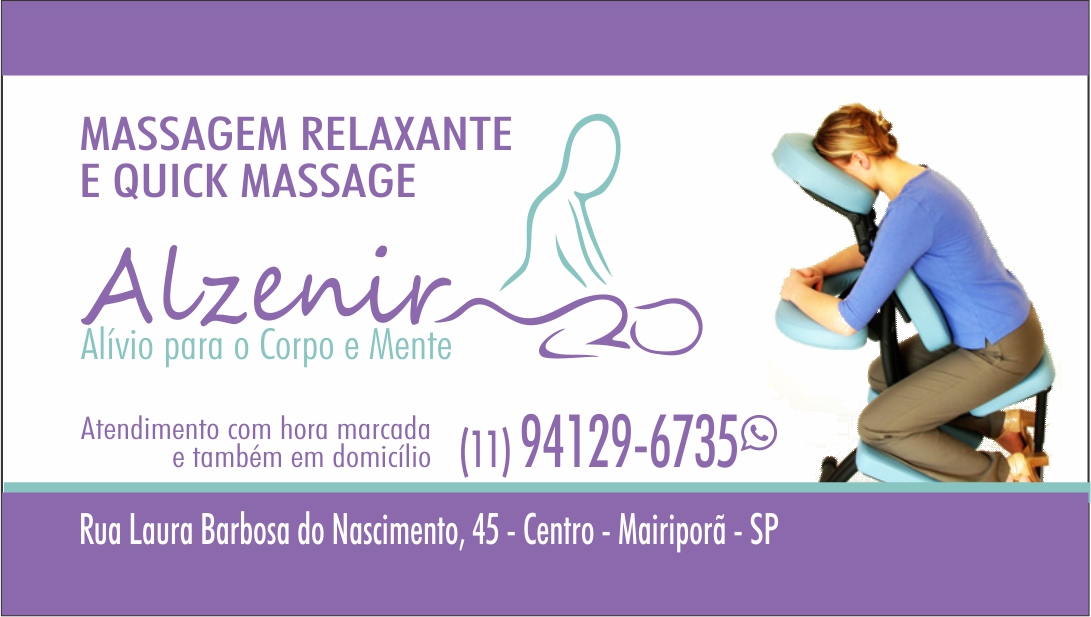 MASSAGEM RELAXANTE
E QUICK MASSAGE
Alzenir
Alívio para o Corpo e Mente
Atendimento com hora marcada
e também em domicílio
(11) 94129-6735
Rua Laura Barbosa do Nascimento, 45 - Centro - Mairiporã - SP